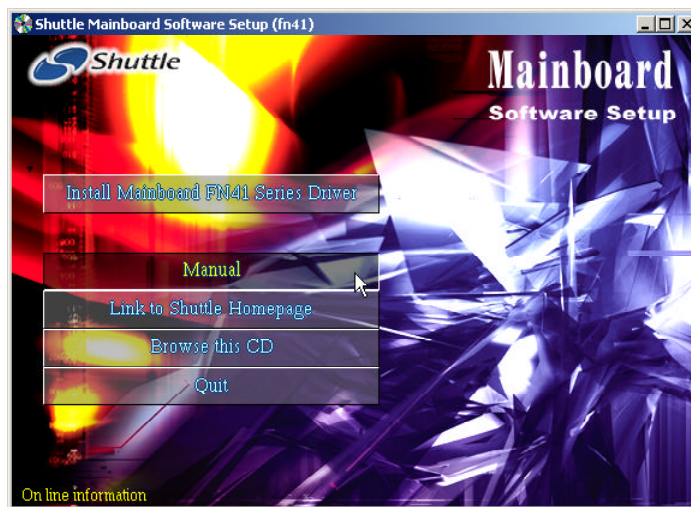 Shuttle Mainboard Software Setup (fn41)
Shuttle
Mainboard
Software Setup
Install Mainboard FN41 Series Driver
Manual
Link to Shuttle Homepage
Browse this CD
Quit
On line information